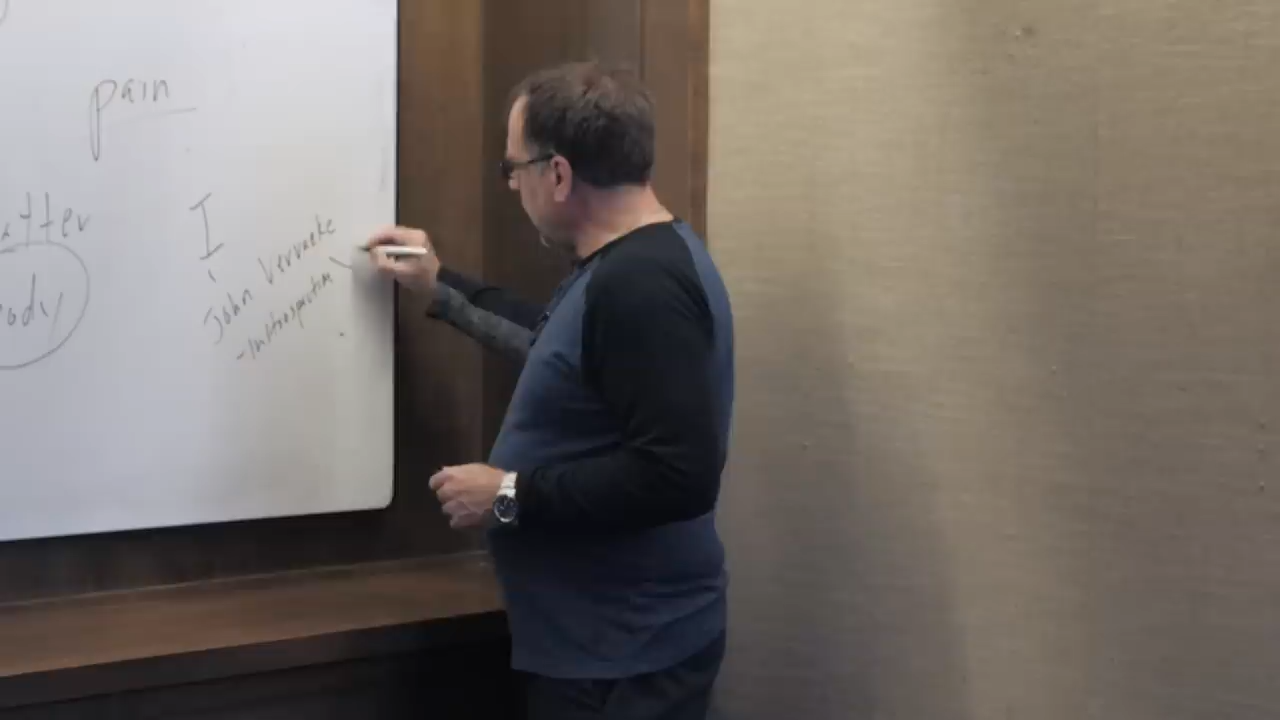 pain
atter
ody
I
John Vervaeke
- introspection